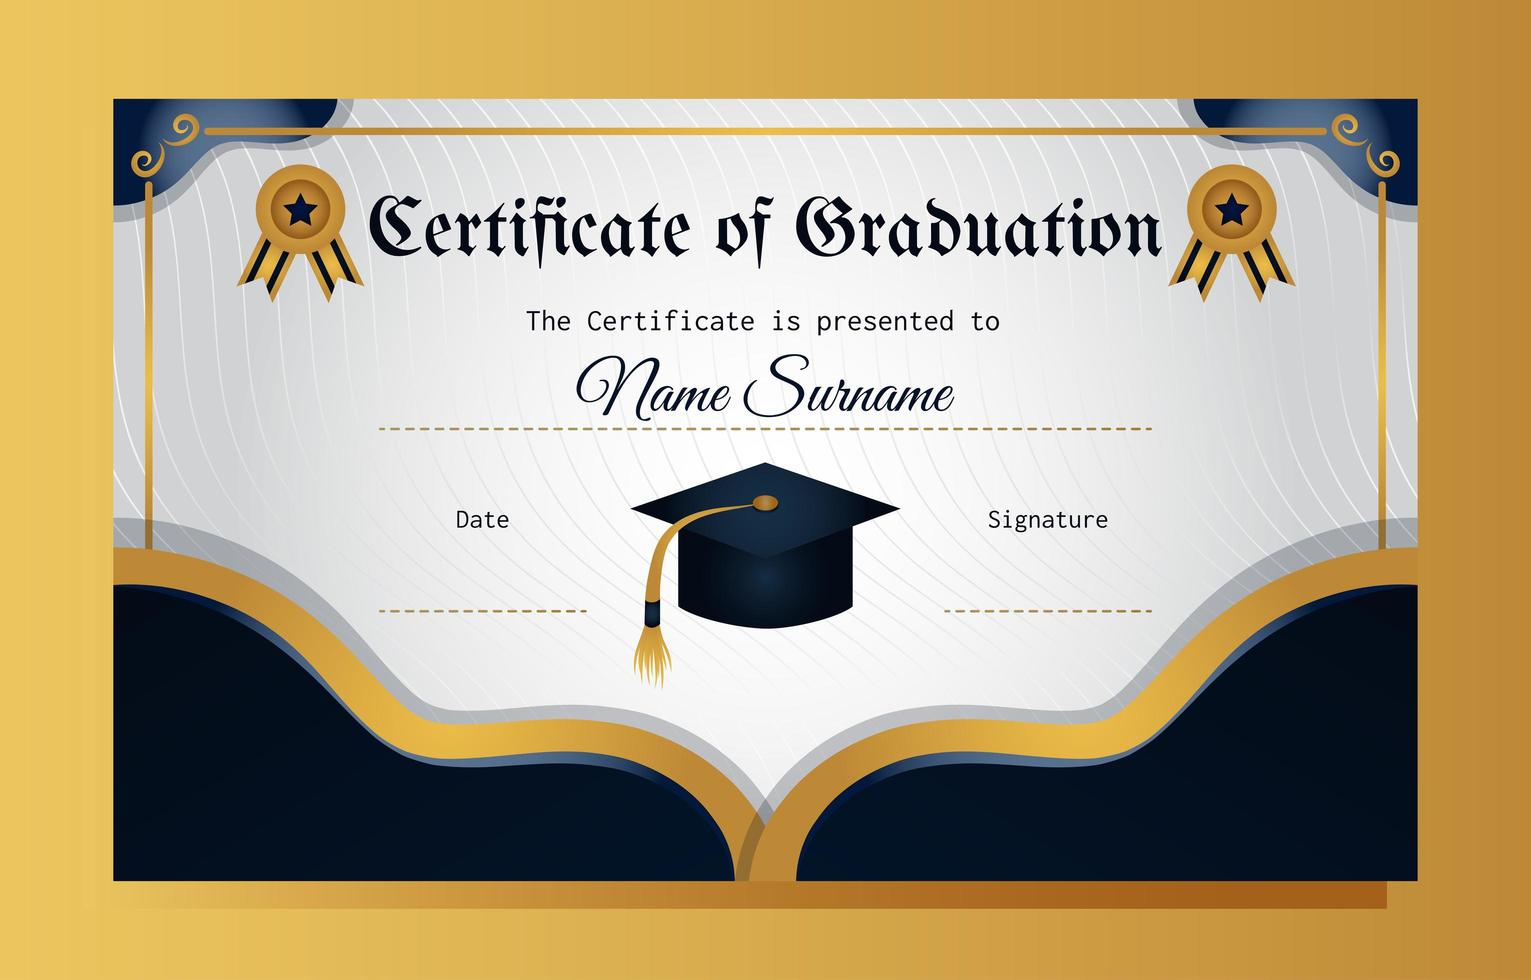 Certificate of Graduation
The Certificate is presented to
Name Surname
Date
Signature